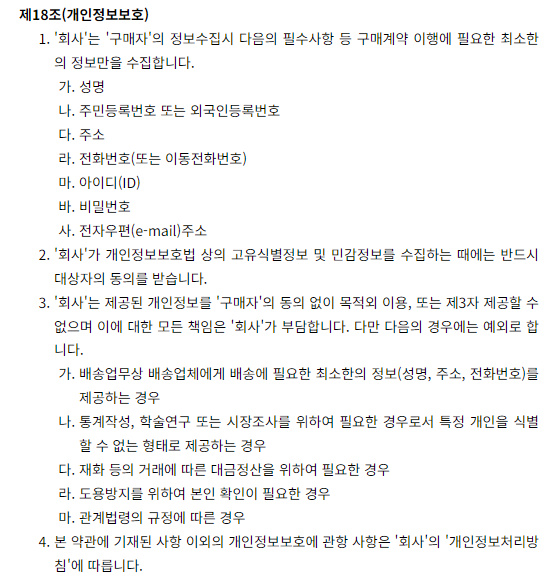 제18조(개인정보보호)
1. '회사'는 '구매자'의 정보수집시 다음의 필수사항 등 구매계약 이행에 필요한 최소한
의 정보만을 수집합니다.
가. 성명
나. 주민등록번호 또는 외국인등록번호
다. 주소
라. 전화번호(또는 이동전화번호)
마. 아이디(ID)
바. 비밀번호
사. 전자우편(e-mail)주소
2. '회사'가 개인정보보호법 상의 고유식별정보 및 민감정보를 수집하는 때에는 반드시
대상자의 동의를 받습니다.
3. '회사'는 제공된 개인정보를 '구매자'의 동의 없이 목적외 이용, 또는 제3자 제공할 수
없으며 이에 대한 모든 책임은 '회사'가 부담합니다. 다만 다음의 경우에는 예외로 합
니다.
가. 배송업무상 배송업체에게 배송에 필요한 최소한의 정보(성명, 주소, 전화번호)를
제공하는 경우
나. 통계작성, 학술연구 또는 시장조사를 위하여 필요한 경우로서 특정 개인을 식별
할 수 없는 형태로 제공하는 경우
다. 재화 등의 거래에 따른 대금정산을 위하여 필요한 경우
라. 도용방지를 위하여 본인 확인이 필요한 경우
마. 관계법령의 규정에 따른 경우
4. 본 약관에 기재된 사항 이외의 개인정보보호에 관항 사항은 '회사'의 '개인정보처리방
침'에 따릅니다.